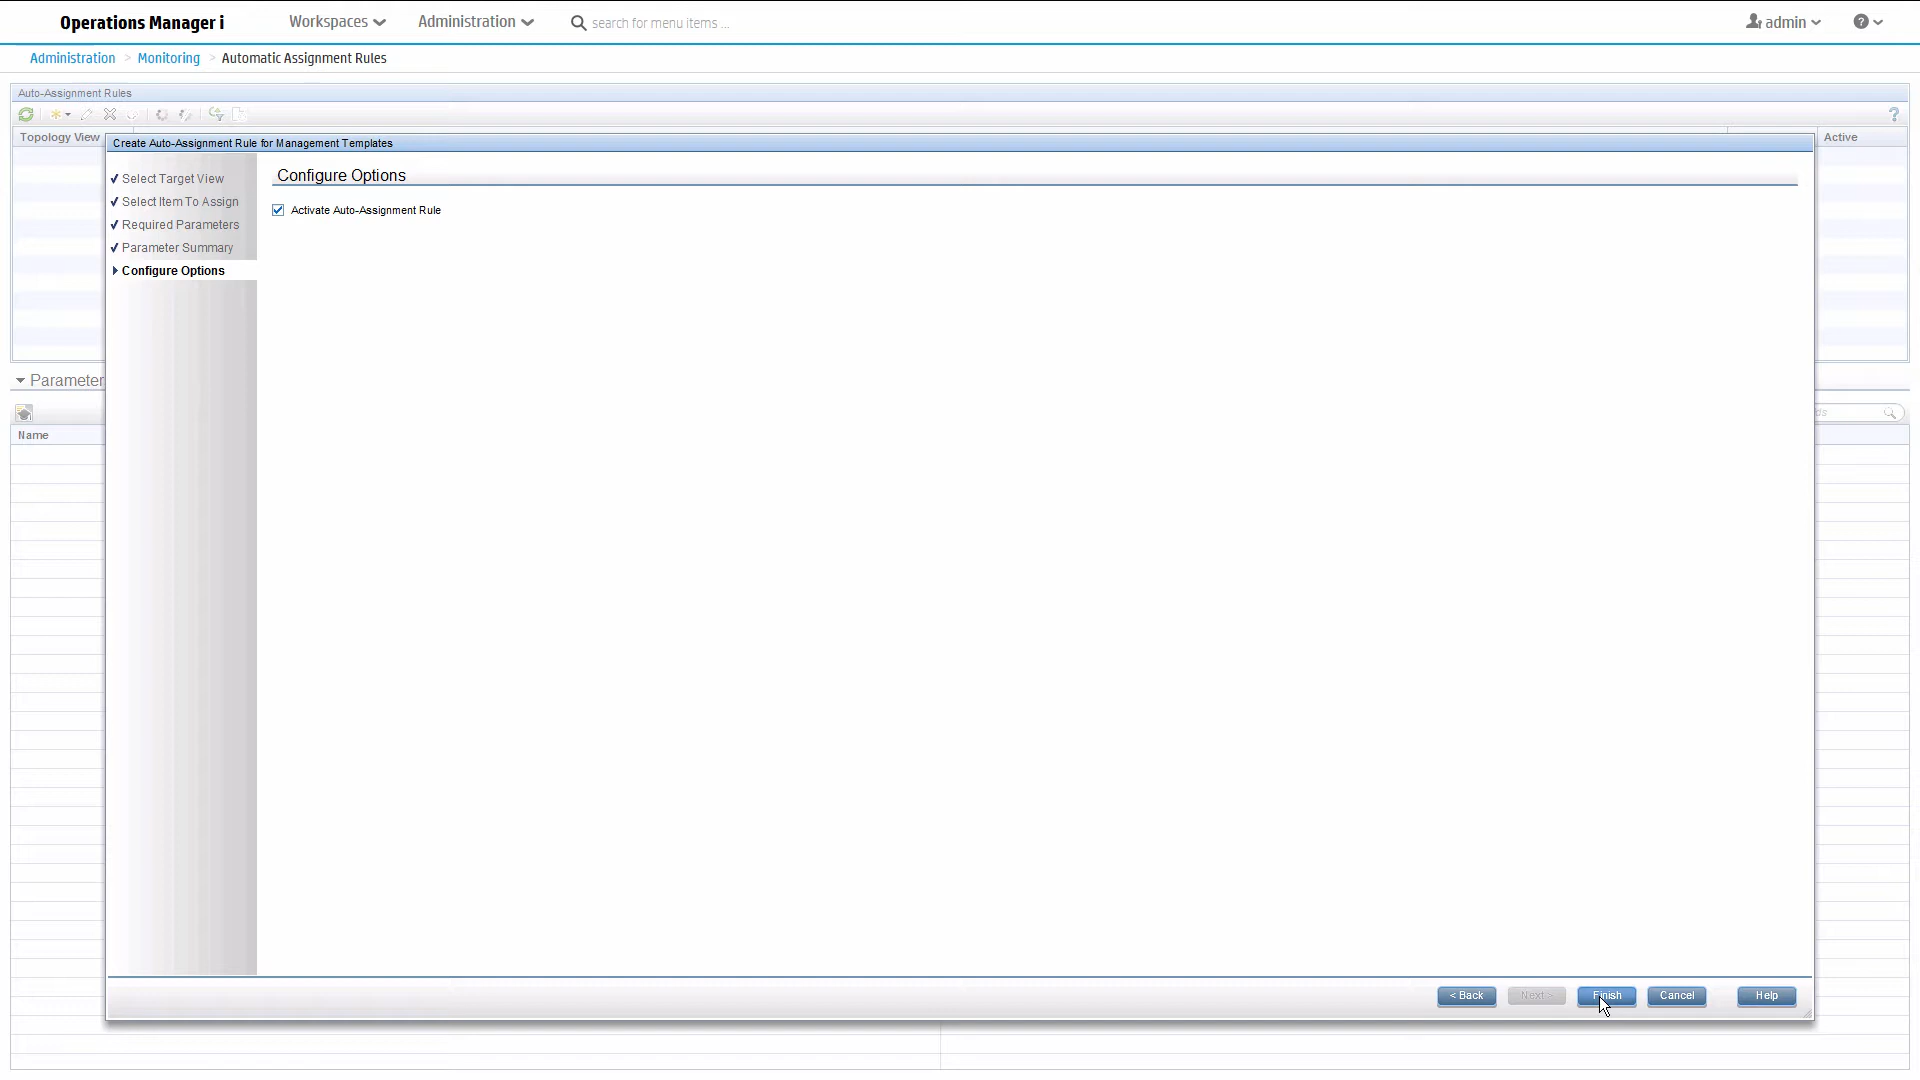 Operations Manager i
Workspaces
Administration
search for menu items ...
admin
?
Administration > Monitoring > Automatic Assignment Rules
Auto-Assignment Rules
?
Topology View
Active
Create Auto-Assignment Rule for Management Templates
Select Target View
Select Item To Assign
Required Parameters
Parameter Summary
Configure Options
Configure Options
Activate Auto-Assignment Rule
Parameter
Name
< Back
Next >
Finish
Cancel
Help